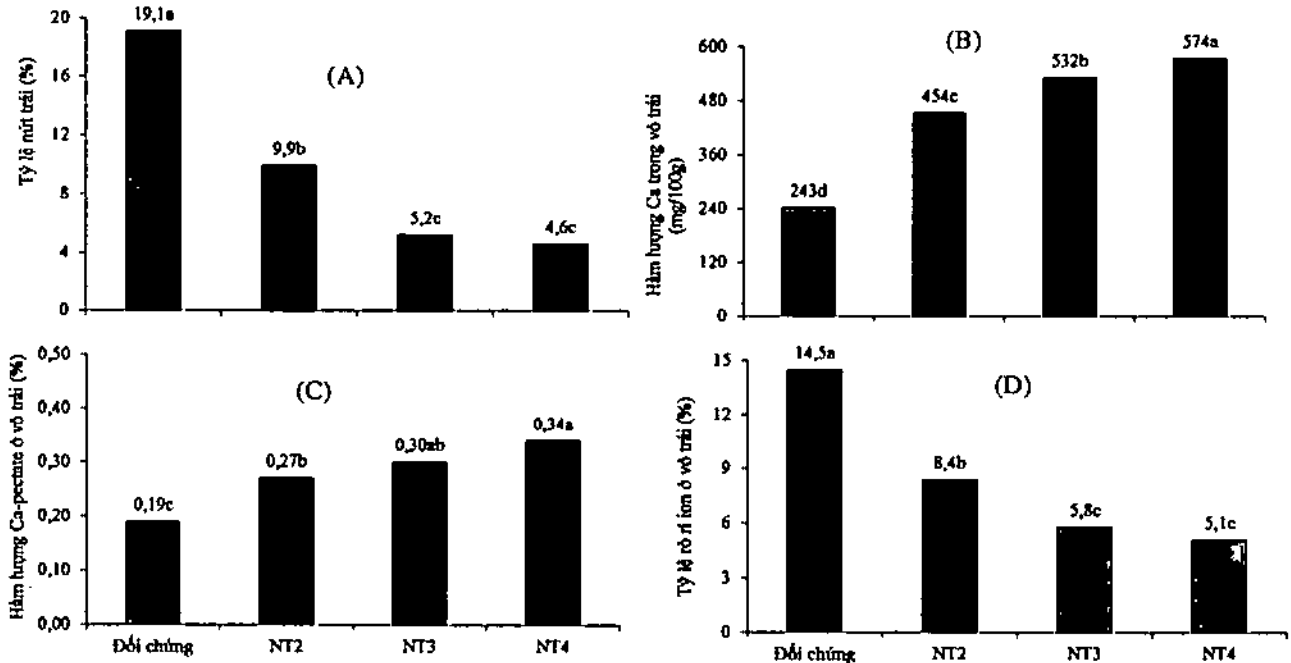 20
19,1a
(A)
16
12
9,9b
8
5,2c
4,6c
4
0
Tỷ lệ nứt trái (%)
(B)
600
574a
532b
480
454c
360
243d
240
120
0
Hàm lượng Ca trong vỏ trái
(mg/100g)
0,50
(C)
0,40
0,34a
0,30ab
0,30
0,27b
0,19c
0,20
0,10
0,00
Hàm lượng Ca-pectate ở vỏ trái (%)
Đối chứng NT2 NT3 NT4
15
14,5a
(D)
12
9
8,4b
5,8c
5,1c
6
3
0
Tỷ lệ rò rỉ ion ở vỏ trái (%)
Đối chứng NT2 NT3 NT4